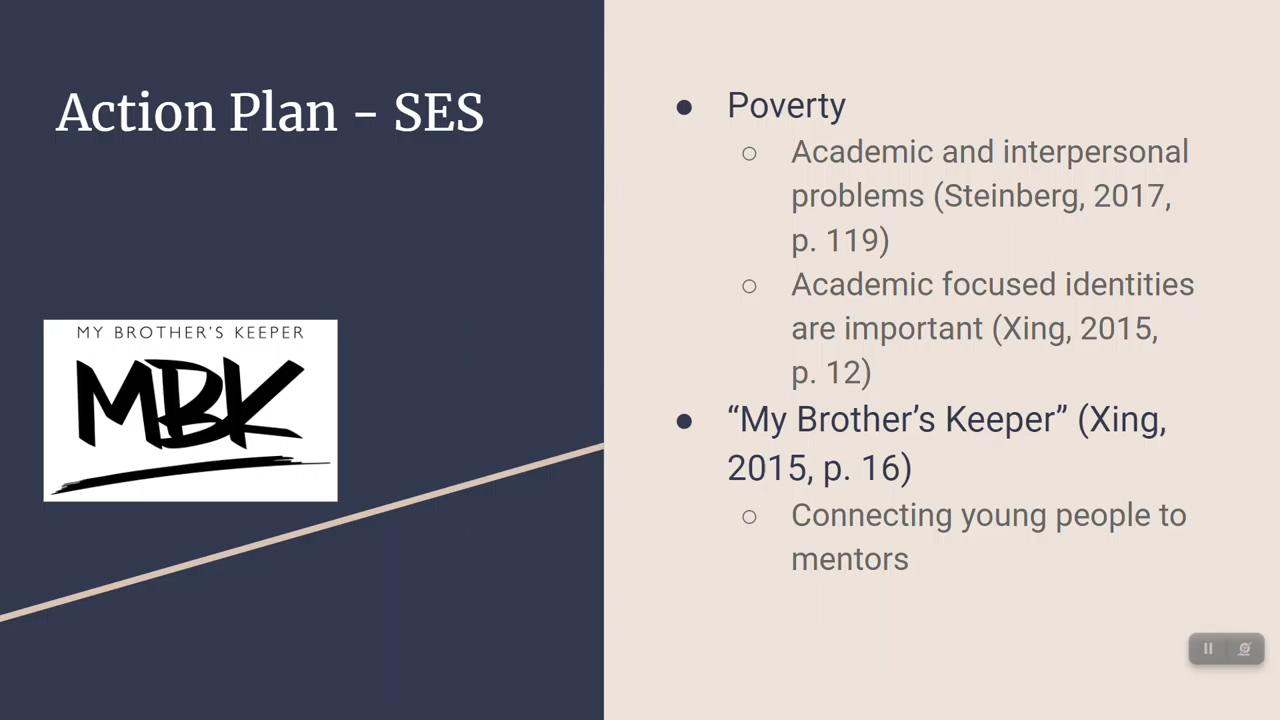 Action Plan - SES
MY BROTHER'S KEEPER
MBK
● Poverty
○ Academic and interpersonal
problems (Steinberg, 2017,
p. 119)
○ Academic focused identities
are important (Xing, 2015,
p. 12)
● “My Brother’s Keeper” (Xing,
2015, p. 16)
○ Connecting young people to
mentors